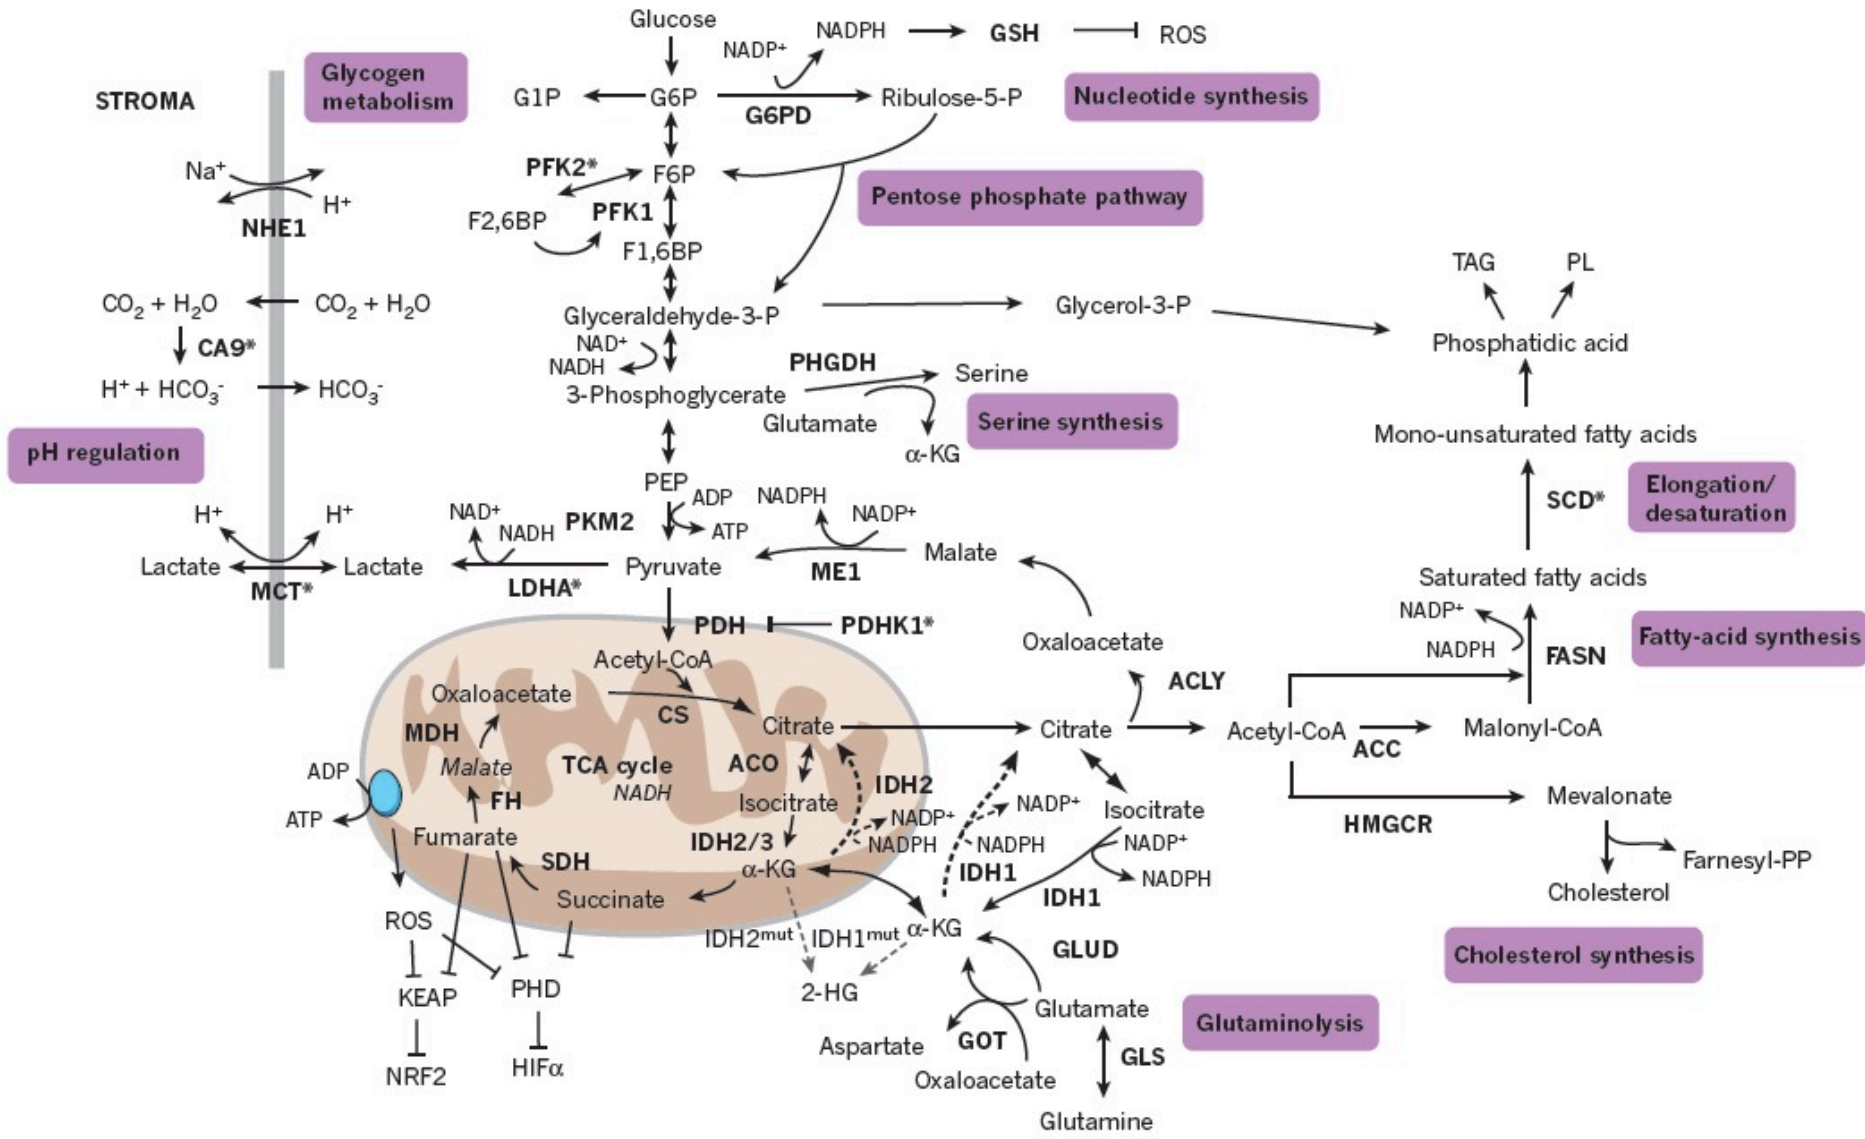 Glucose
NADPH
GSH
ROS
NADP⁺
Glycogen
metabolism
STROMA
G1P
G6P
G6PD
Ribulose-5-P
Nucleotide synthesis
Na⁺
H⁺
NHE1
PFK2*
F6P
Pentose phosphate pathway
F2,6BP
PFK1
F1,6BP
TAG
PL
CO₂ + H₂O
CO₂ + H₂O
Glyceraldehyde-3-P
Glycerol-3-P
Phosphatidic acid
CA9*
NAD⁺
NADH
PHGDH
Serine
H⁺ + HCO₃⁻
HCO₃⁻
3-Phosphoglycerate
Glutamate
Serine synthesis
α-KG
Mono-unsaturated fatty acids
pH regulation
PEP
ADP
ATP
NADPH
NADP⁺
SCD*
Elongation/
desaturation
H⁺
H⁺
NAD⁺
NADH
PKM2
Lactate
Lactate
MCT*
LDHA*
Pyruvate
ME1
Malate
Saturated fatty acids
NADP⁺
NADPH
FASN
Fatty-acid synthesis
PDH
PDHK1*
Oxaloacetate
Acetyl-CoA
Oxaloacetate
CS
Citrate
Citrate
ACLY
Acetyl-CoA
ACC
Malonyl-CoA
MDH
Malate
TCA cycle
NADH
ACO
Isocitrate
IDH2
NADP⁺
NADPH
NADP⁺
NADPH
Isocitrate
NADP⁺
NADPH
Mevalonate
HMGCR
Farnesyl-PP
Cholesterol
ADP
ATP
FH
Fumarate
IDH2/3
α-KG
SDH
Succinate
IDH1
IDH1
ROS
IDH2ᵐᵘᵗ
IDH1ᵐᵘᵗ
α-KG
GLUD
Cholesterol synthesis
KEAP
PHD
2-HG
Glutamate
Glutaminolysis
Aspartate
GOT
GLS
NRF2
HIFα
Oxaloacetate
Glutamine